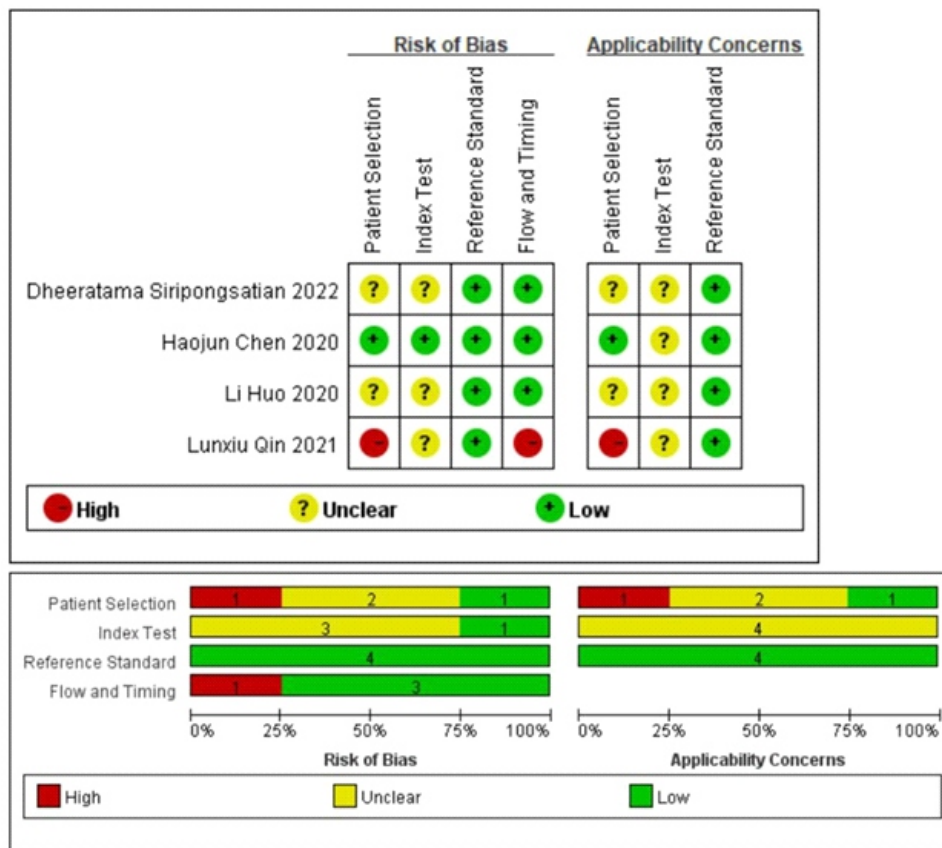 Risk of Bias Applicability Concerns
Patient Selection Index Test Reference Standard Flow and Timing Patient Selection Index Test Reference Standard
Dheeratama Siripongsatian 2022 ? ? + + ? ? +
Haojun Chen 2020 + + + + + ? +
Li Huo 2020 ? ? + + ? ? +
Lunxiu Qin 2021 - ? + - - ? +
- High ? Unclear + Low
Patient Selection 1 2 1 1 2 1
Index Test 3 1 4
Reference Standard 4 4
Flow and Timing 1 3
0% 25% 50% 75% 100% 0% 25% 50% 75% 100%
Risk of Bias Applicability Concerns
High Unclear Low